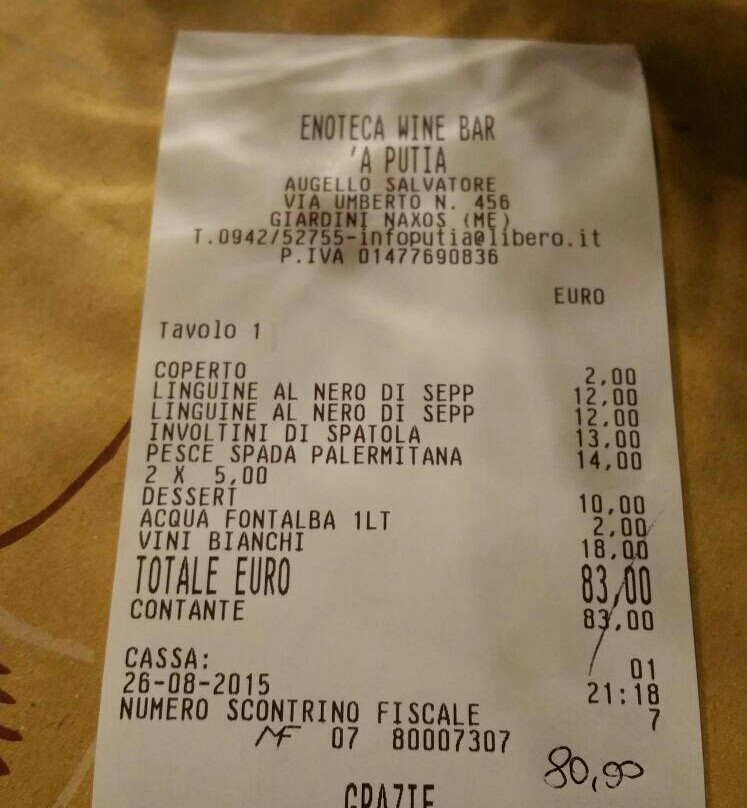 ENOTECA WINE BAR
'A PUTIA
AUGELLO SALVATORE
VIA UMBERTO N. 456
GIARDINI NAXOS (ME)
T.0942/52755-infoputia@libero.it
P.IVA 01477690836
EURO
Tavolo 1
COPERTO 2,00
LINGUINE AL NERO DI SEPP 12,00
LINGUINE AL NERO DI SEPP 12,00
INVOLTINI DI SPATOLA 13,00
PESCE SPADA PALERMITANA 14,00
2 X 5,00
DESSERT 10,00
ACQUA FONTALBA 1LT 2,00
VINI BIANCHI 18,00
TOTALE EURO 83,00
CONTANTE 83,00
CASSA: 01
26-08-2015 21:18
NUMERO SCONTRINO FISCALE 7
MF 07 80007307
80,00
GRAZIE